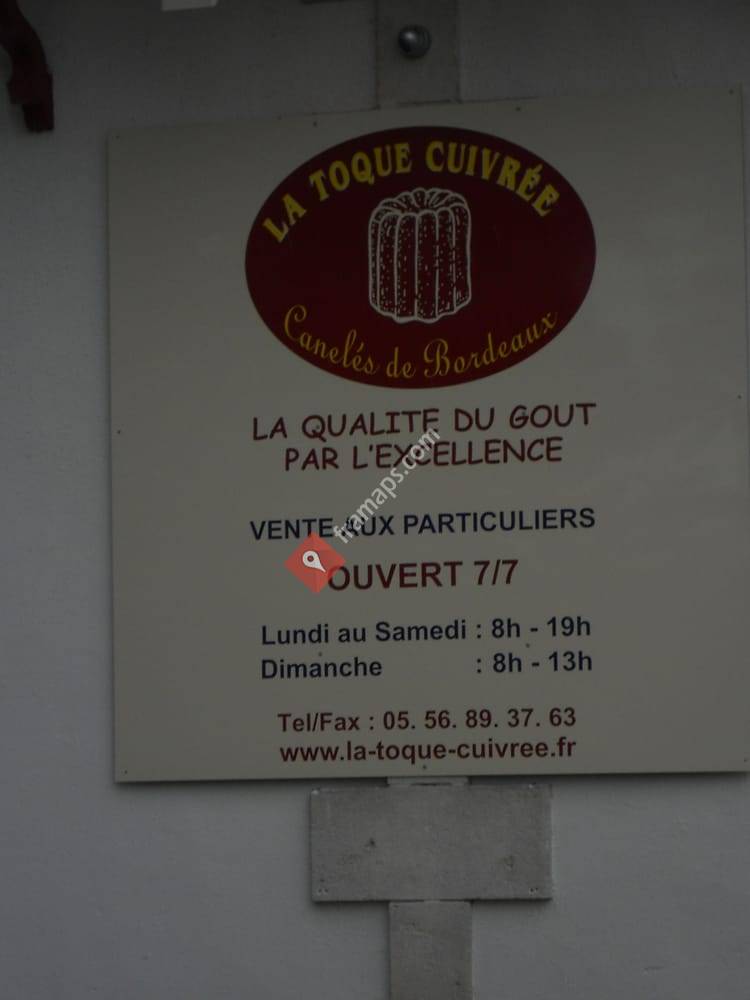 LA TOQUE CUIVRÉE
Canelés de Bordeaux
LA QUALITE DU GOUT
PAR L'EXCELLENCE
VENTE AUX PARTICULIERS
OUVERT 7/7
Lundi au Samedi : 8h - 19h
Dimanche : 8h - 13h
Tel/Fax : 05. 56. 89. 37. 63
www.la-toque-cuivree.fr
framaps.com